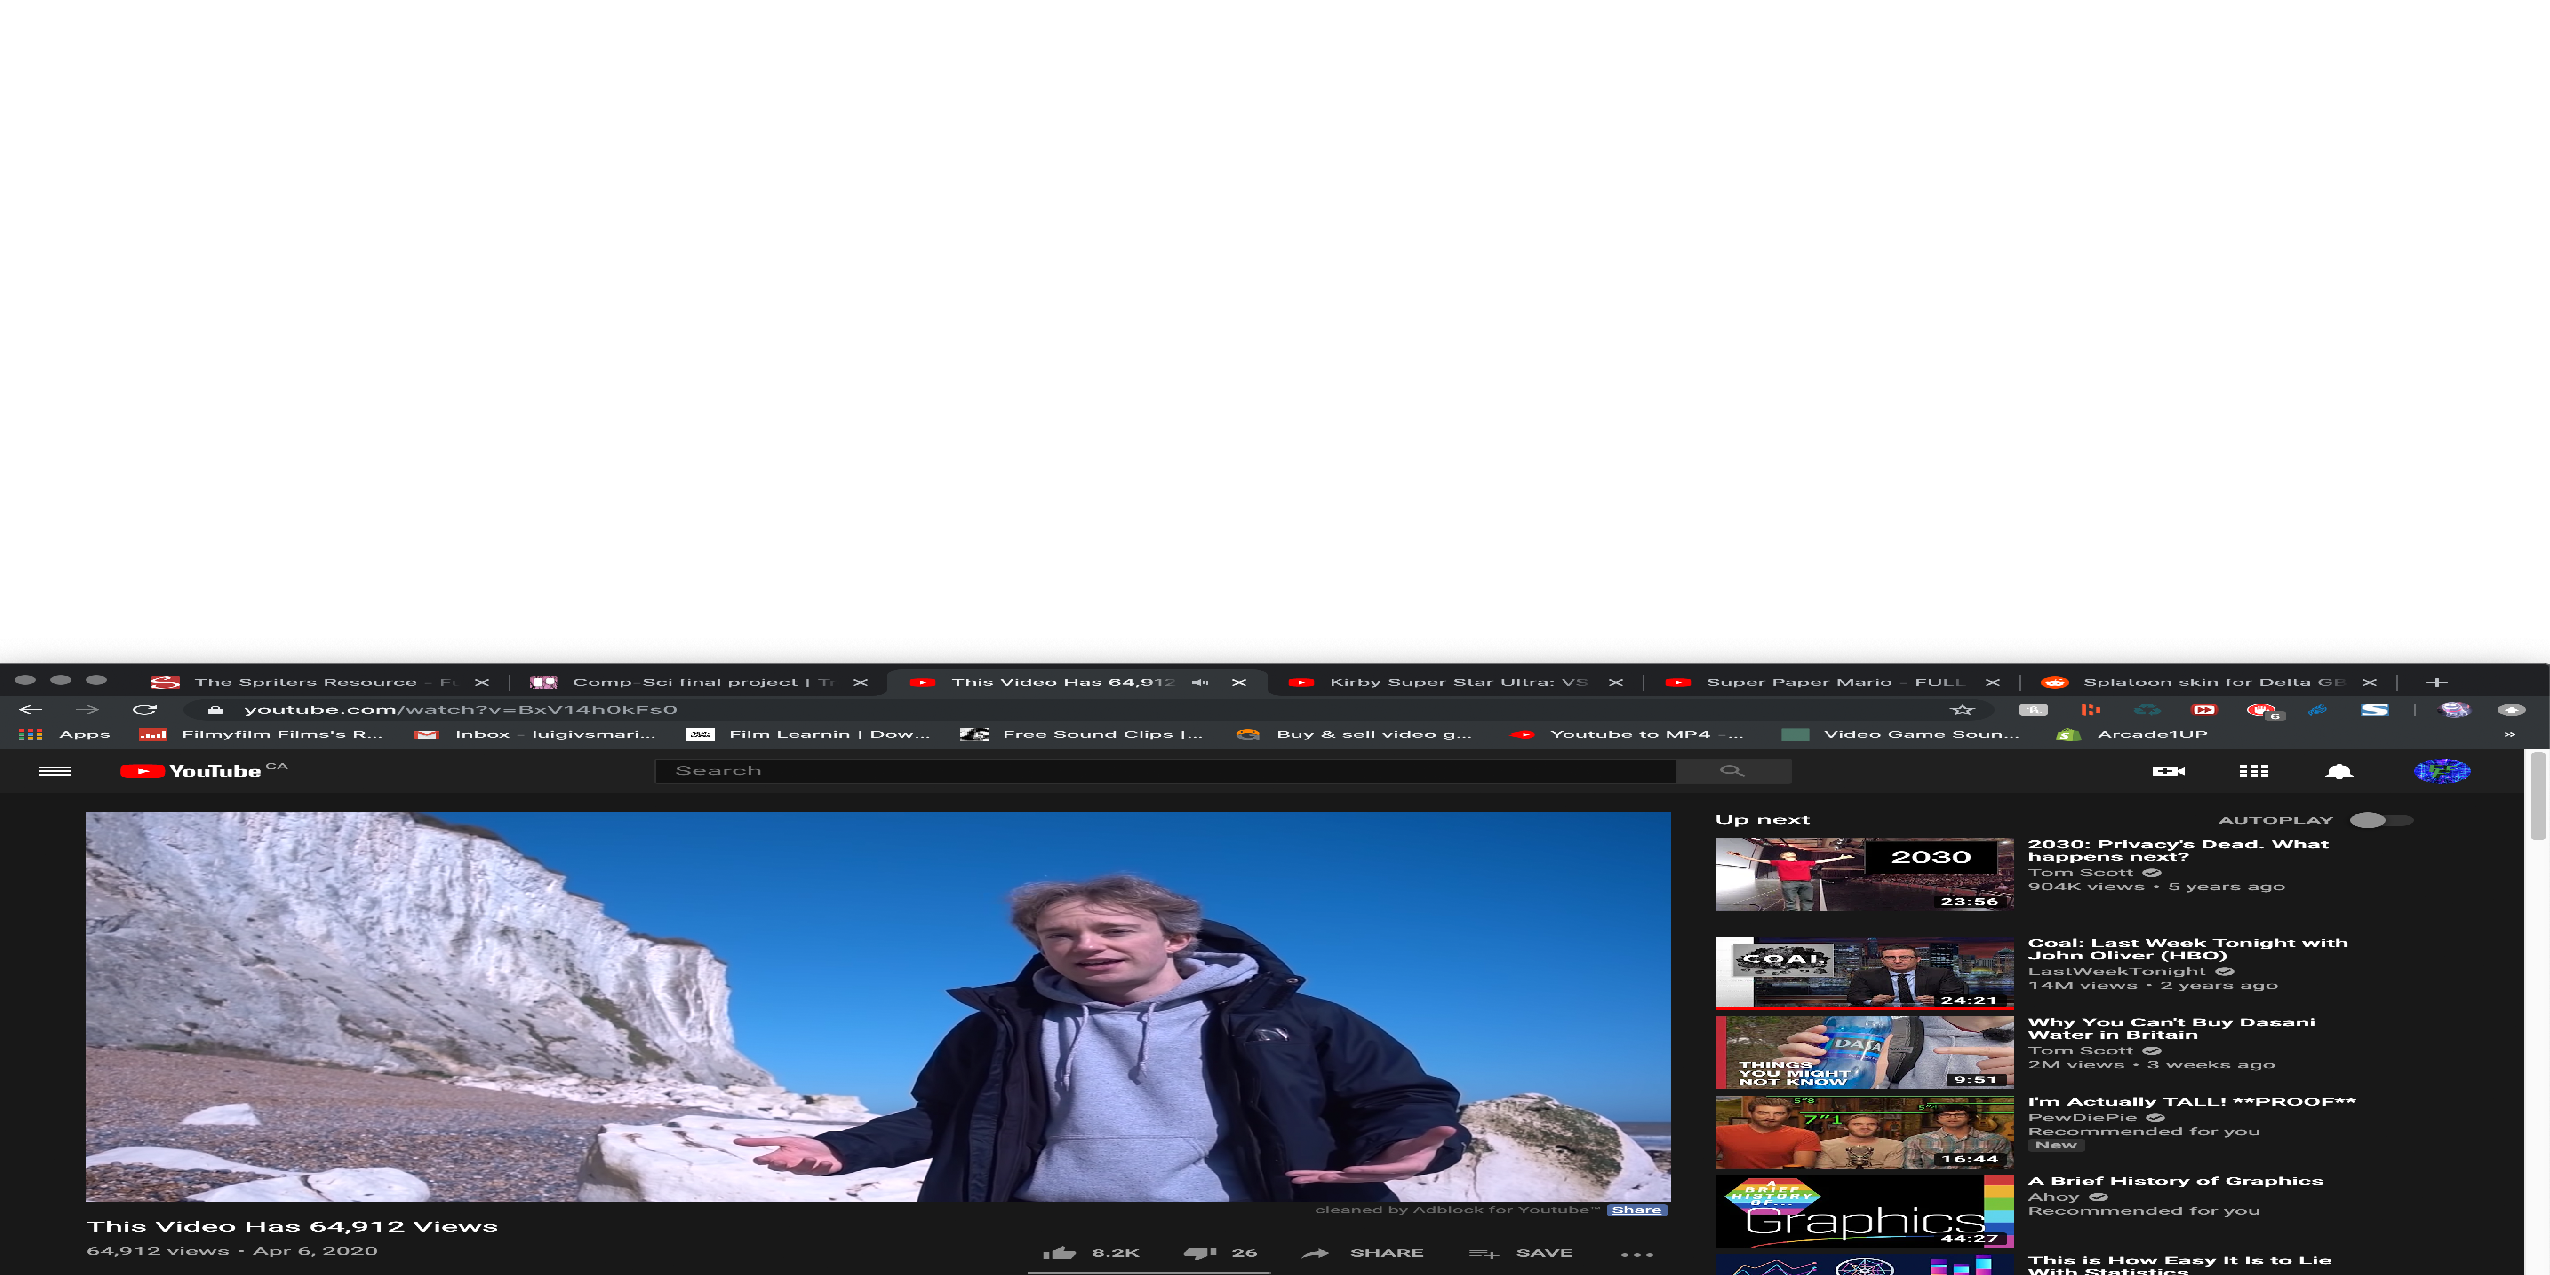 The Spriters Resource - Fu
Comp-Sci final project | Tr
This Video Has 64,912
Kirby Super Star Ultra: VS
Super Paper Mario - FULL
Splatoon skin for Delta GB
youtube.com/watch?v=BxV14h0kFs0
6
Apps
Filmyfilm Films's R...
Inbox - luigivsmari...
Film Learnin | Dow...
Free Sound Clips |...
Buy & sell video g...
Youtube to MP4 -...
Video Game Soun...
Arcade1UP
»
YouTube CA
Search
Up next
AUTOPLAY
2030
23:56
2030: Privacy's Dead. What
happens next?
Tom Scott
904K views • 5 years ago
COAL
24:21
Coal: Last Week Tonight with
John Oliver (HBO)
LastWeekTonight
14M views • 2 years ago
DASA
THINGS
YOU MIGHT
NOT KNOW
9:51
Why You Can't Buy Dasani
Water in Britain
Tom Scott
2M views • 3 weeks ago
5"8
7"1
16:44
I'm Actually TALL! **PROOF**
PewDiePie
Recommended for you
New
A BRIEF
HISTORY
OF...
Graphics
44:27
A Brief History of Graphics
Ahoy
Recommended for you
This is How Easy It Is to Lie
With Statistics
cleaned by Adblock for Youtube™ Share
This Video Has 64,912 Views
64,912 views • Apr 6, 2020
8.2K
26
SHARE
SAVE